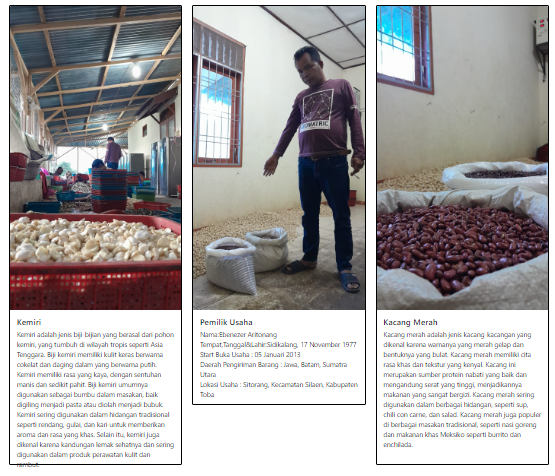 Kemiri
Kemiri adalah jenis biji bijian yang berasal dari pohon
kemiri, yang tumbuh di wilayah tropis seperti Asia
Tenggara. Biji kemiri memiliki kulit keras berwarna
cokelat dan daging dalam yang berwarna putih.
Kemiri memiliki rasa yang kaya, dengan sentuhan
manis dan sedikit pahit. Biji kemiri umumnya
digunakan sebagai bumbu dalam masakan, baik
digiling menjadi pasta atau diolah menjadi bubuk.
Kemiri sering digunakan dalam hidangan tradisional
seperti rendang, gulai, dan kari untuk memberikan
aroma dan rasa yang khas. Selain itu, kemiri juga
dikenal karena kandungan lemak sehatnya dan sering
digunakan dalam produk perawatan kulit dan
rambut.
Pemilik Usaha
Nama:Ebenezer Aritonang
Tempat,Tanggal&Lahir:Sidikalang, 17 November 1977
Start Buka Usaha : 05 Januari 2013
Daerah Pengiriman Barang : Jawa, Batam, Sumatra
Utara
Lokasi Usaha : Sitorang, Kecamatan Silaen, Kabupaten
Toba
Kacang Merah
Kacang merah adalah jenis kacang-kacangan yang
dikenal karena warnanya yang merah gelap dan
bentuknya yang bulat. Kacang merah memiliki cita
rasa khas dan tekstur yang kenyal. Kacang ini
merupakan sumber protein nabati yang baik dan
mengandung serat yang tinggi, menjadikannya
makanan yang sangat bergizi. Kacang merah sering
digunakan dalam berbagai hidangan, seperti sup,
chili con carne, dan salad. Kacang merah juga populer
di berbagai masakan tradisional, seperti nasi goreng
dan makanan khas Meksiko seperti burrito dan
enchilada.